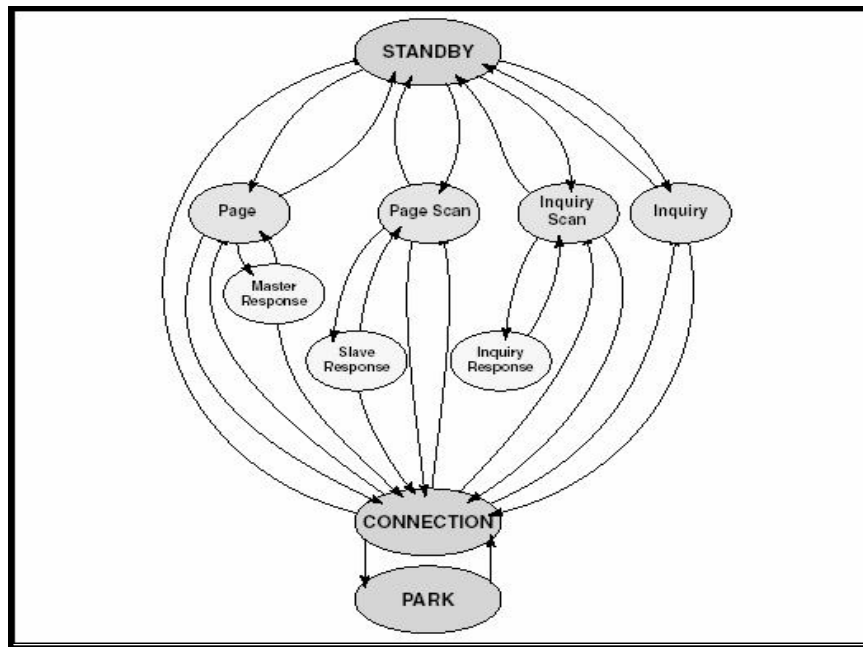 STANDBY
Page
Page Scan
Inquiry
Scan
Inquiry
Master
Response
Slave
Response
Inquiry
Response
CONNECTION
PARK